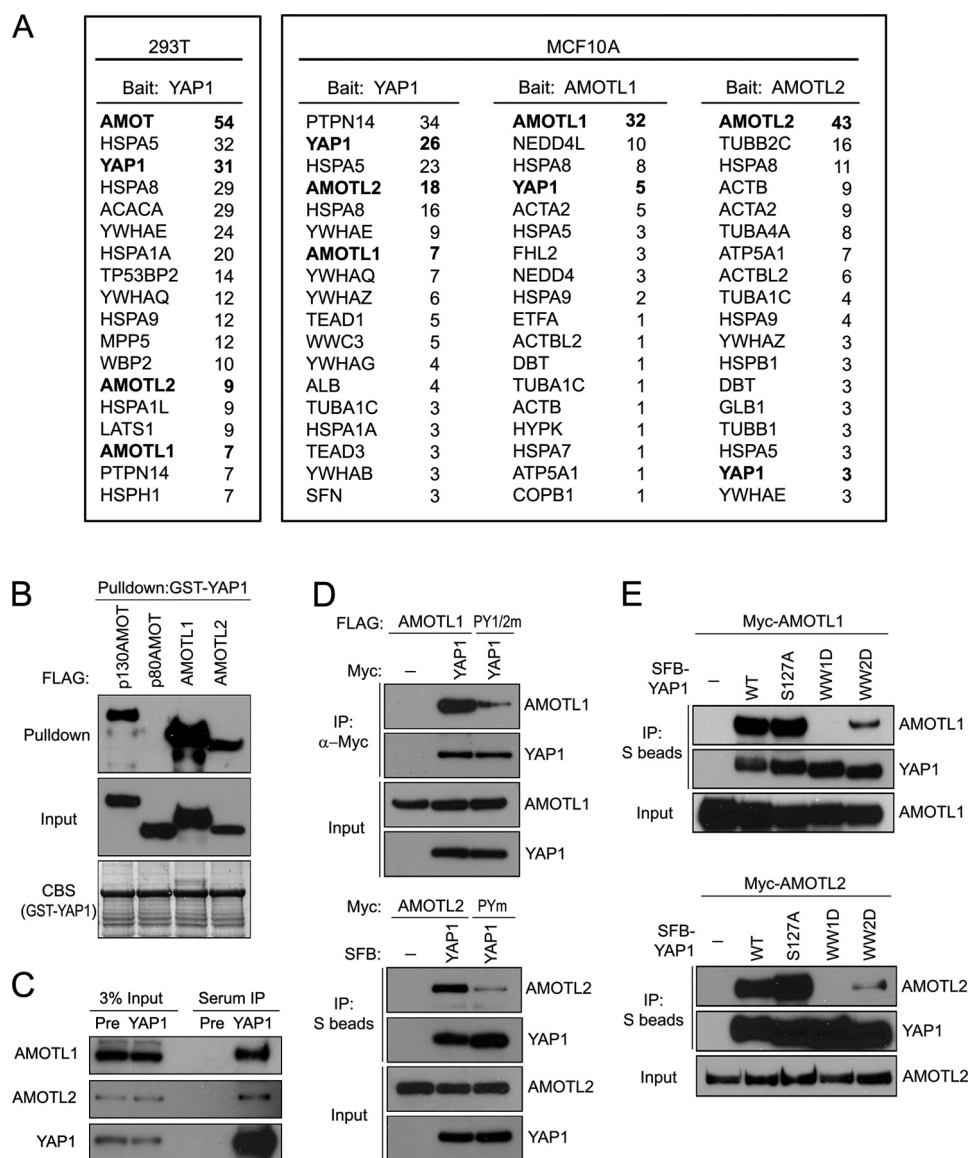 A
293T
Bait: YAP1
AMOT 54
HSPA5 32
YAP1 31
HSPA8 29
ACACA 29
YWHAE 24
HSPA1A 20
TP53BP2 14
YWHAQ 12
HSPA9 12
MPP5 12
WBP2 10
AMOTL2 9
HSPA1L 9
LATS1 9
AMOTL1 7
PTPN14 7
HSPH1 7
MCF10A
Bait: YAP1
PTPN14 34
YAP1 26
HSPA5 23
AMOTL2 18
HSPA8 16
YWHAE 9
AMOTL1 7
YWHAQ 7
YWHAZ 6
TEAD1 5
WWC3 5
YWHAG 4
ALB 4
TUBA1C 3
HSPA1A 3
TEAD3 3
YWHAB 3
SFN 3
Bait: AMOTL1
AMOTL1 32
NEDD4L 10
HSPA8 8
YAP1 5
ACTA2 5
HSPA5 3
FHL2 3
NEDD4 3
HSPA9 2
ETFA 1
ACTBL2 1
DBT 1
TUBA1C 1
ACTB 1
HYPK 1
HSPA7 1
ATP5A1 1
COPB1 1
Bait: AMOTL2
AMOTL2 43
TUBB2C 16
HSPA8 11
ACTB 9
ACTA2 9
TUBA4A 8
ATP5A1 7
ACTBL2 6
TUBA1C 4
HSPA9 4
YWHAZ 3
HSPB1 3
DBT 3
GLB1 3
TUBB1 3
HSPA5 3
YAP1 3
YWHAE 3
B
Pulldown:GST-YAP1
FLAG: p130AMOT p80AMOT AMOTL1 AMOTL2
Pulldown
Input
CBS
(GST-YAP1)
C
3% Input Serum IP
Pre YAP1 Pre YAP1
AMOTL1
AMOTL2
YAP1
D
FLAG: AMOTL1 PY1/2m
Myc: – YAP1 YAP1
IP:
α–Myc
AMOTL1
YAP1
Input
AMOTL1
YAP1
Myc: AMOTL2 PYm
SFB: – YAP1 YAP1
IP:
S beads
AMOTL2
YAP1
Input
AMOTL2
YAP1
E
Myc-AMOTL1
SFB-
YAP1
– WT S127A WW1D WW2D
IP:
S beads
AMOTL1
YAP1
Input AMOTL1
Myc-AMOTL2
SFB-
YAP1
– WT S127A WW1D WW2D
IP:
S beads
AMOTL2
YAP1
Input AMOTL2